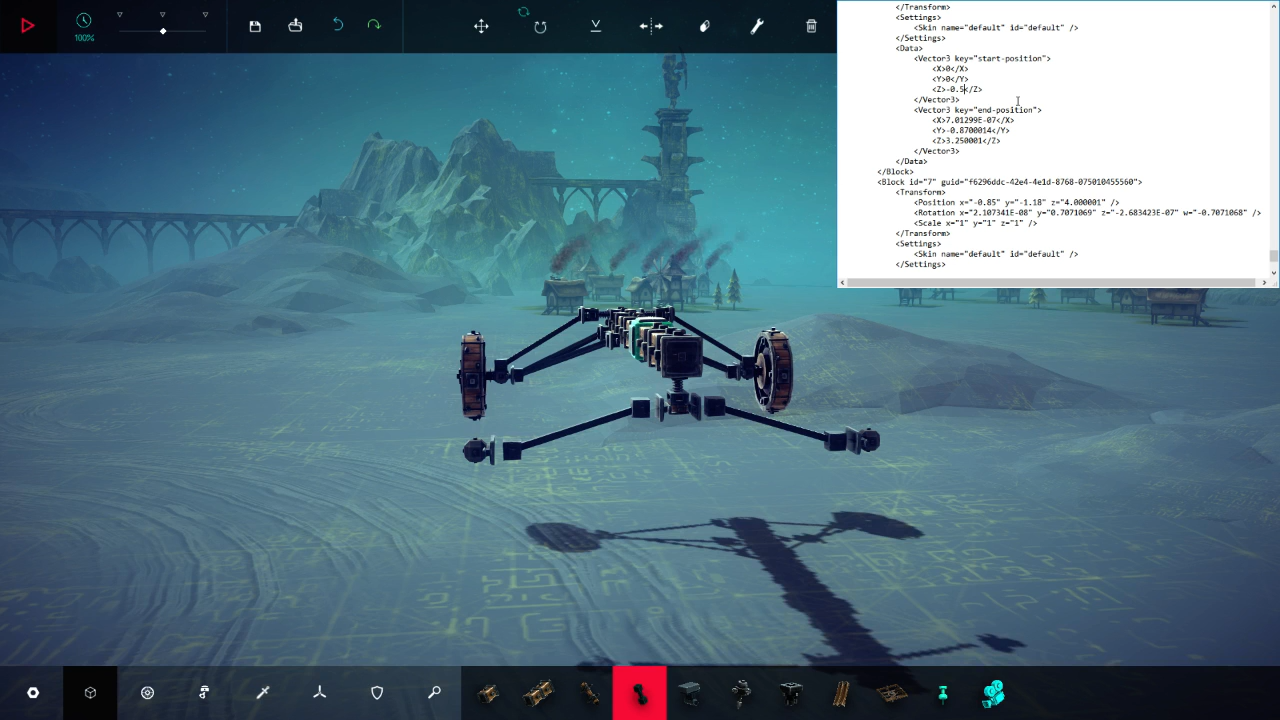 100%
</Transform>
<Settings>
<Skin name="default" id="default" />
</Settings>
<Data>
<Vector3 key="start-position">
<X>0</X>
<Y>0</Y>
<Z>-0.5</Z>
</Vector3>
<Vector3 key="end-position">
<X>7.01299E-07</X>
<Y>-0.8700014</Y>
<Z>3.250001</Z>
</Vector3>
</Data>
</Block>
<Block id="7" guid="f6296ddc-42e4-4e1d-8768-075010455560">
<Transform>
<Position x="-0.85" y="-1.18" z="4.000001" />
<Rotation x="2.107341E-08" y="0.7071069" z="-2.683423E-07" w="-0.7071068" />
<Scale x="1" y="1" z="1" />
</Transform>
<Settings>
<Skin name="default" id="default" />
</Settings>